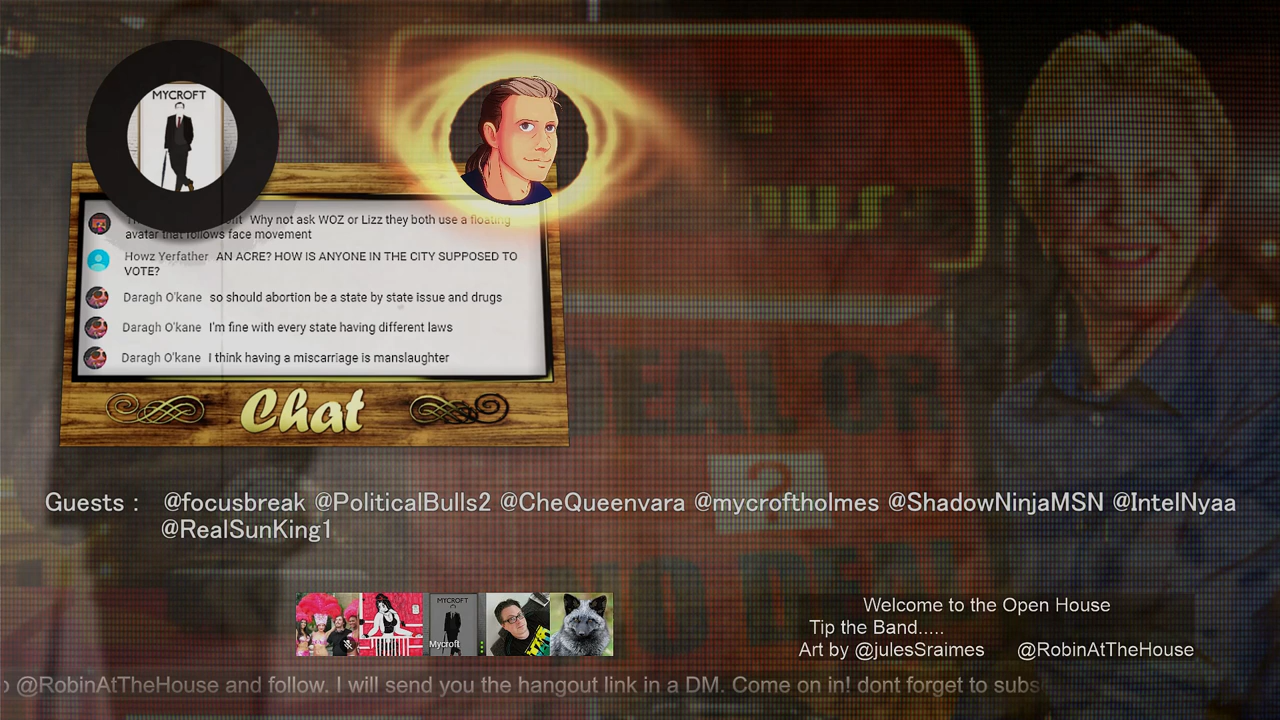 MYCROFT
Why not ask WOZ or Lizz they both use a floating
avatar that follows face movement
Howz Yerfather AN ACRE? HOW IS ANYONE IN THE CITY SUPPOSED TO
VOTE?
Daragh O'kane so should abortion be a state by state issue and drugs
Daragh O'kane I'm fine with every state having different laws
Daragh O'kane I think having a miscarriage is manslaughter
Chat
DEAL OR
?
NO DEAL
Guests : @focusbreak @PoliticalBulls2 @CheQueenvara @mycroftholmes @ShadowNinjaMSN @IntelNyaa
@RealSunKing1
MYCROFT
Mycroft
Welcome to the Open House
Tip the Band.....
Art by @julesSraimes @RobinAtTheHouse
@RobinAtTheHouse and follow. I will send you the hangout link in a DM. Come on in! dont forget to subs